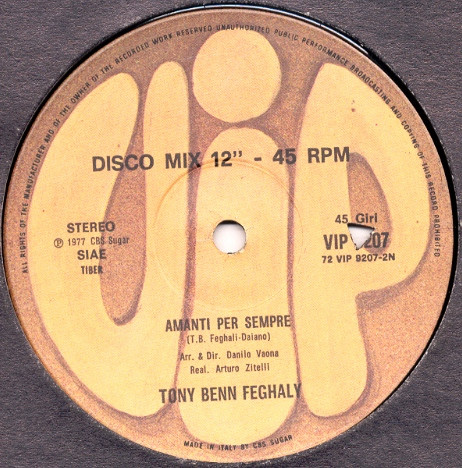 ALL RIGHTS OF THE MANUFACTURER AND OF THE OWNER OF THE RECORDED WORK RESERVED UNAUTHORIZED PUBLIC PERFORMANCE BROADCASTING AND COPYING OF THIS RECORD PROHIBITED
ViP
DISCO MIX 12" - 45 RPM
STEREO
Ⓟ 1977 CBS Sugar
SIAE
TIBER
45 Giri
VIP 9207
72 VIP 9207-2N
AMANTI PER SEMPRE
(T.B. Feghali-Daiano)
Arr. & Dir. Danilo Vaona
Real. Arturo Zitelli
TONY BENN FEGHALY
MADE IN ITALY BY CBS SUGAR